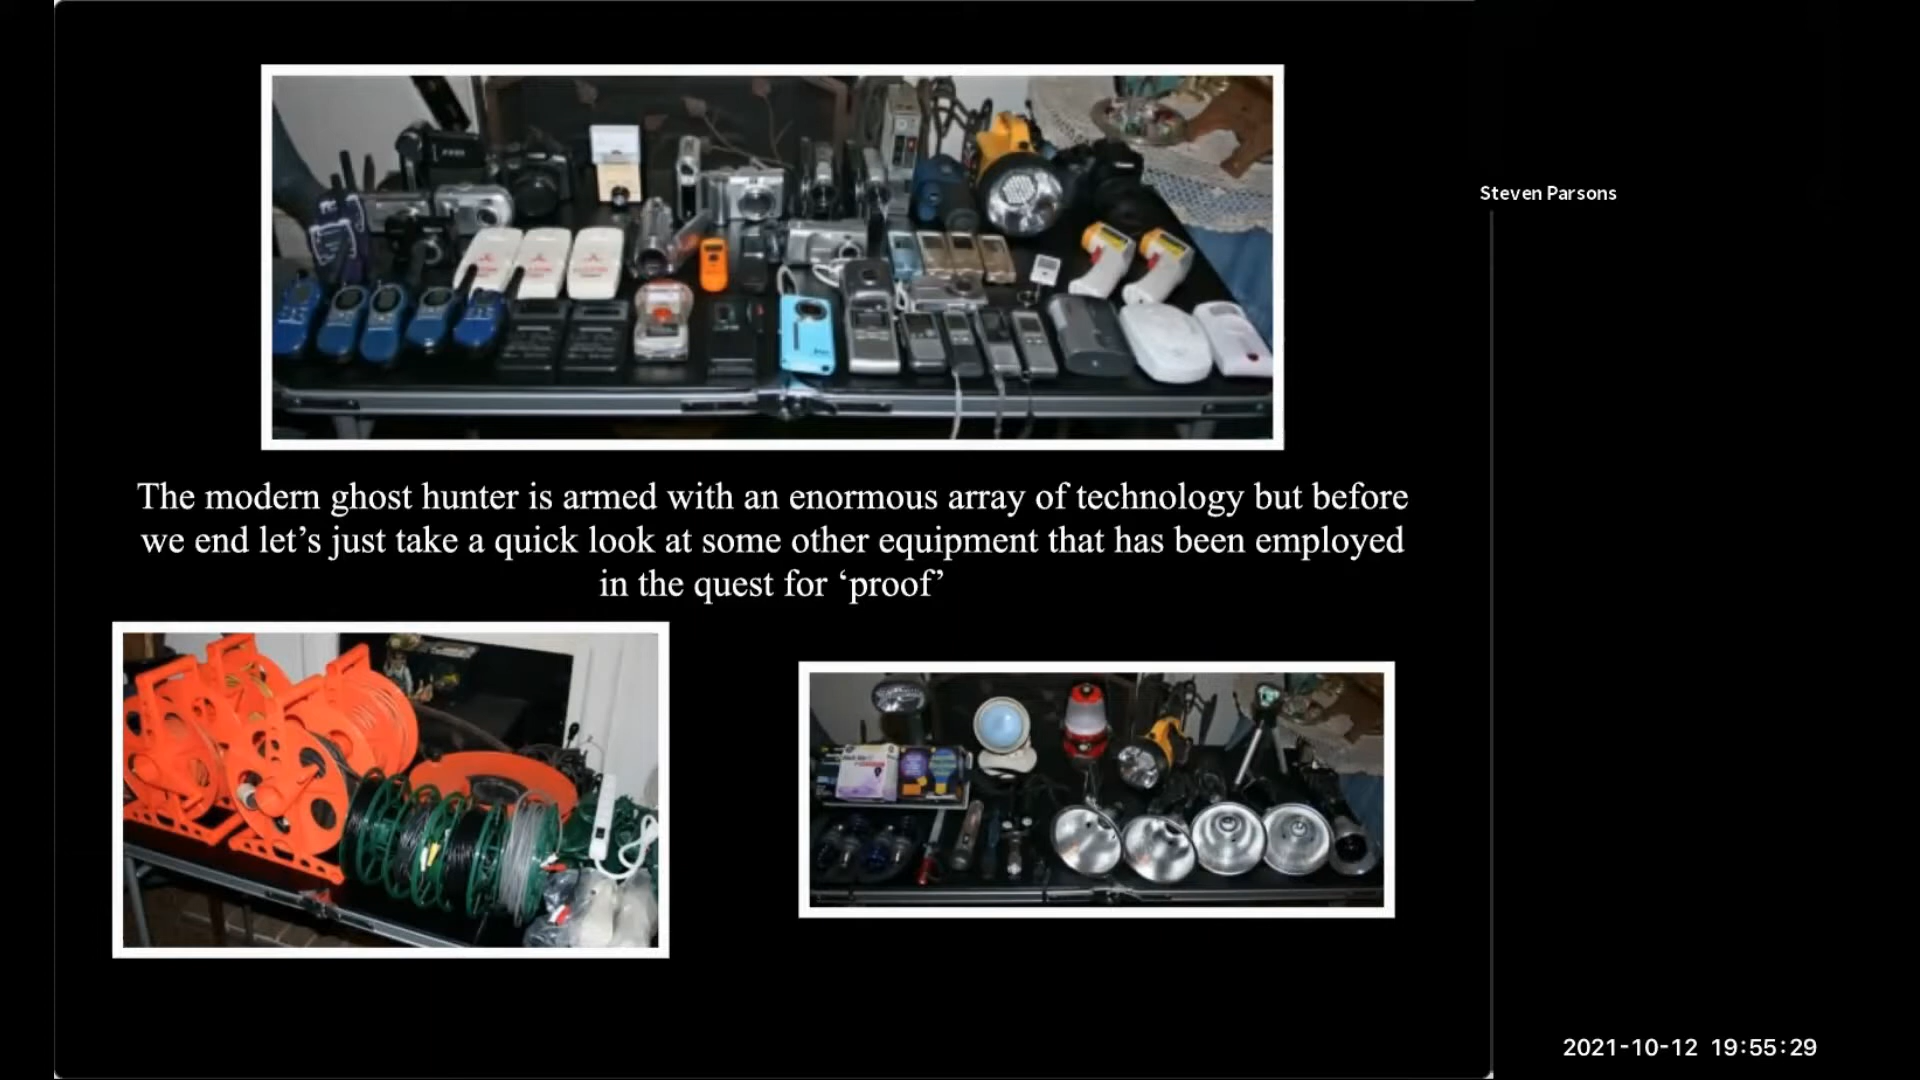 Steven Parsons
The modern ghost hunter is armed with an enormous array of technology but before
we end let’s just take a quick look at some other equipment that has been employed
in the quest for ‘proof’
2021-10-12 19:55:29